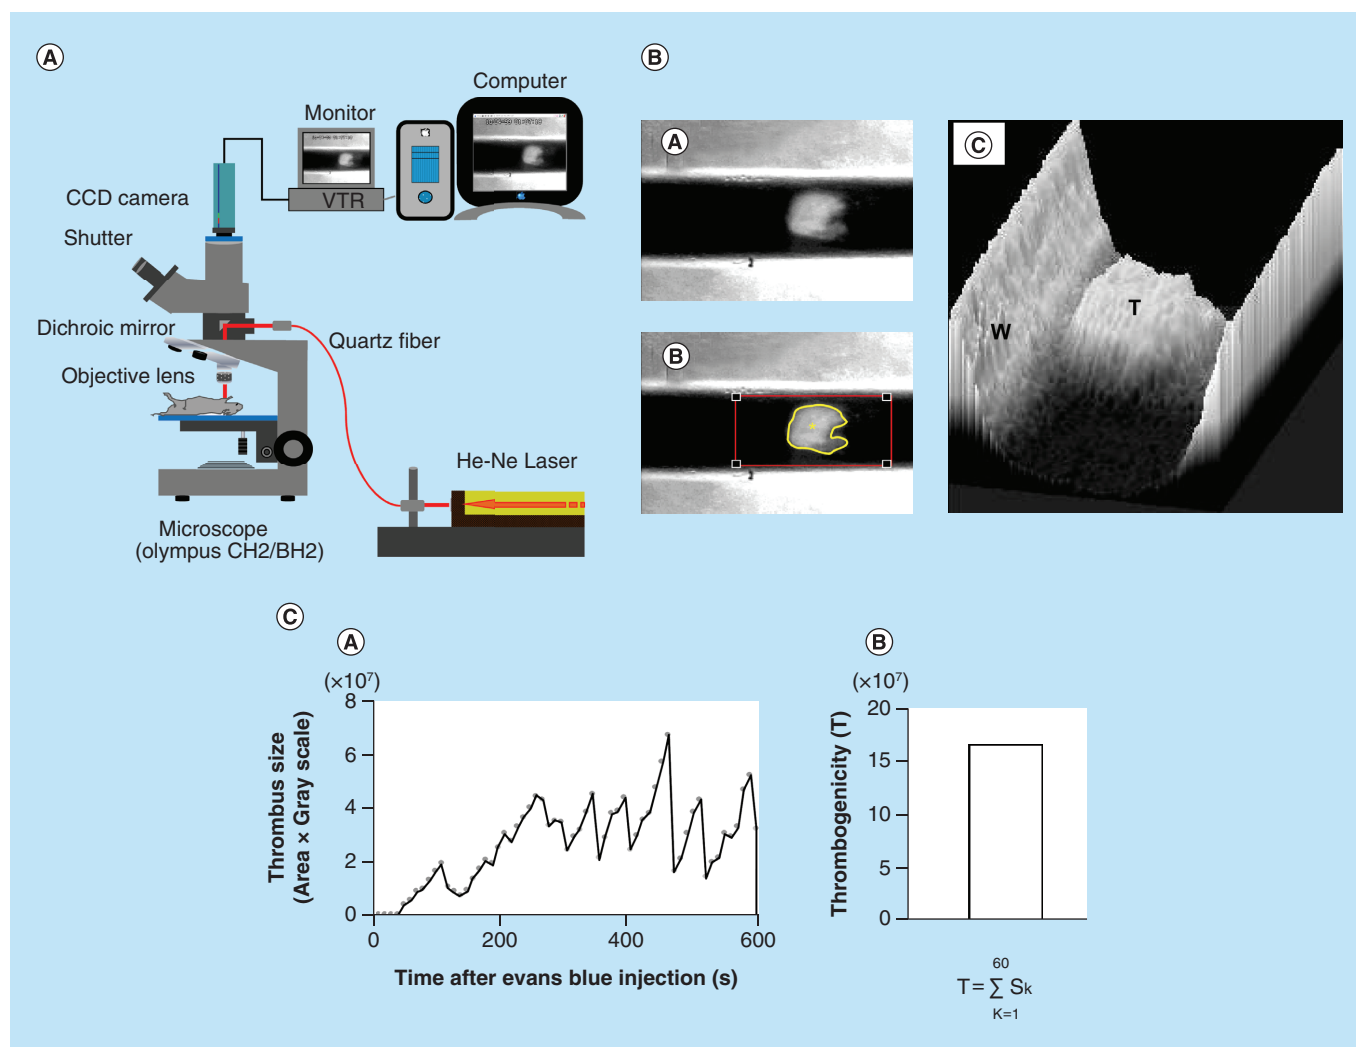 A
Computer
Monitor
VTR
CCD camera
Shutter
Dichroic mirror
Quartz fiber
Objective lens
He-Ne Laser
Microscope
(olympus CH2/BH2)
B
A
B
*
C
W
T
C
A
(×10⁷)
Thrombus size
(Area × Gray scale)
8
6
4
2
0
0 200 400 600
Time after evans blue injection (s)
B
(×10⁷)
Thrombogenicity (T)
20
15
10
5
0
60
T = ∑ Sk
K=1